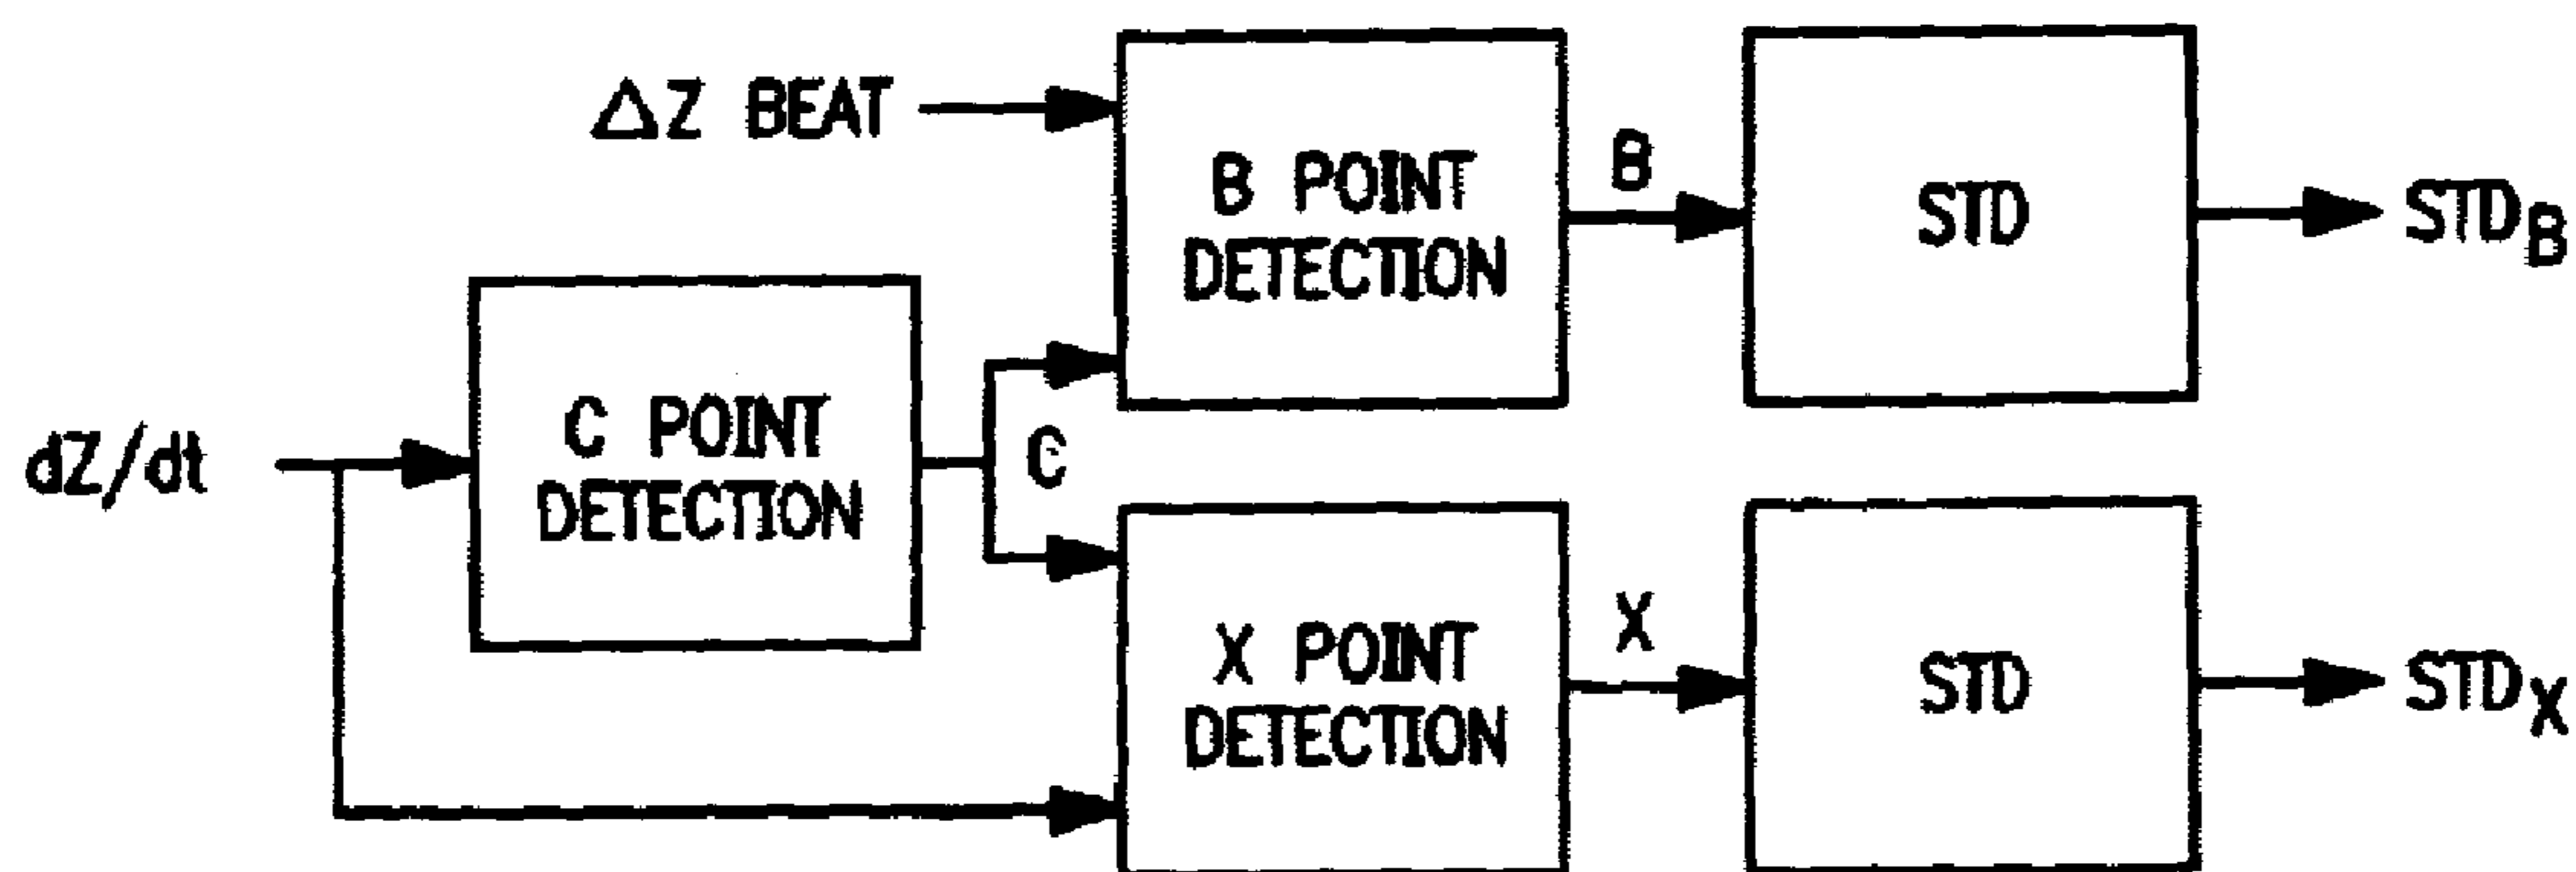 ΔZ BEAT
B POINT
DETECTION
B
STD
STD_B
dZ/dt
C POINT
DETECTION
C
X POINT
DETECTION
X
STD
STD_X